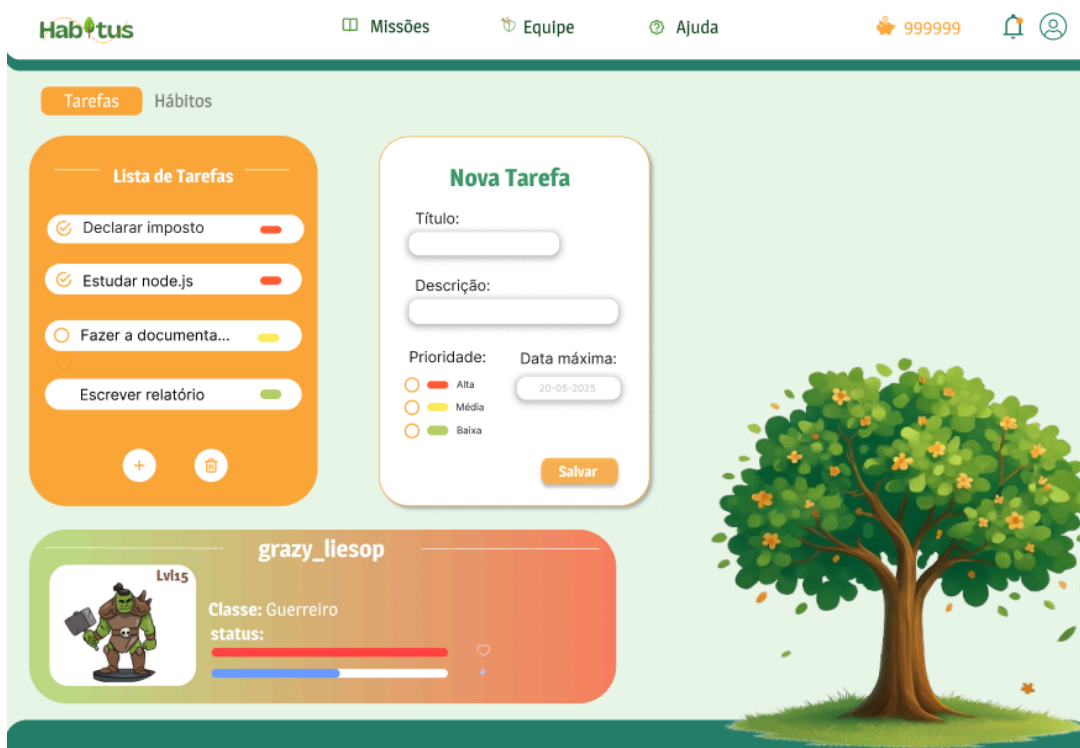 Habitus
Missões
Equipe
Ajuda
999999
Tarefas
Hábitos
Lista de Tarefas
Declarar imposto
Estudar node.js
Fazer a documenta...
Escrever relatório
Nova Tarefa
Título:
Descrição:
Prioridade:
Alta
Média
Baixa
Data máxima:
20-05-2025
Salvar
grazy_liesop
Lvl15
Classe: Guerreiro
status: